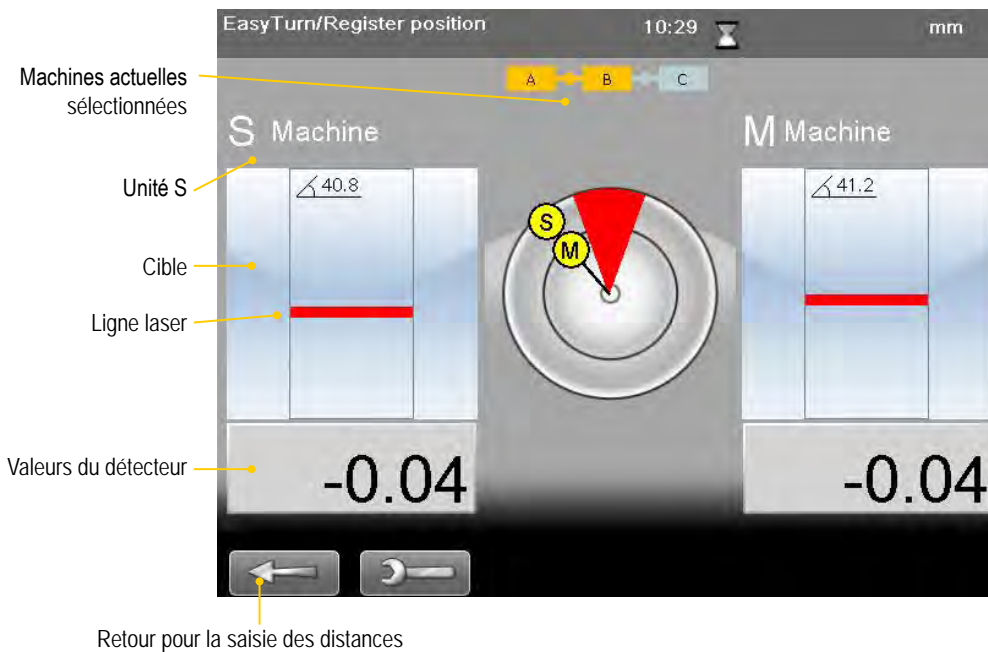 EasyTurn/Register position 10:29 mm
Machines actuelles
sélectionnées
A B C
S Machine
M Machine
Unité S
40.8
41.2
S
M
Cible
Ligne laser
Valeurs du détecteur
-0.04
-0.04
Retour pour la saisie des distances